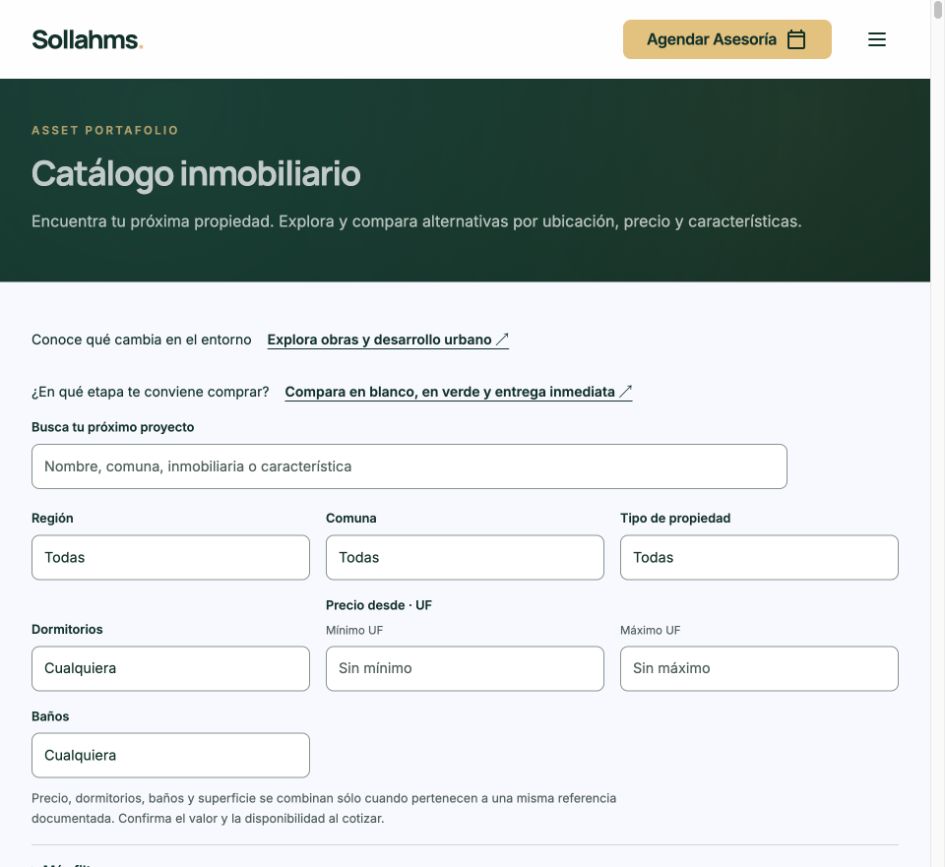 Sollahms.
Agendar Asesoría
ASSET PORTAFOLIO
Catálogo inmobiliario
Encuentra tu próxima propiedad. Explora y compara alternativas por ubicación, precio y características.
Conoce qué cambia en el entorno Explora obras y desarrollo urbano ↗
¿En qué etapa te conviene comprar? Compara en blanco, en verde y entrega inmediata ↗
Busca tu próximo proyecto
Nombre, comuna, inmobiliaria o característica
Región
Todas
Comuna
Todas
Tipo de propiedad
Todas
Dormitorios
Cualquiera
Precio desde · UF
Mínimo UF
Sin mínimo
Máximo UF
Sin máximo
Baños
Cualquiera
Precio, dormitorios, baños y superficie se combinan sólo cuando pertenecen a una misma referencia
documentada. Confirma el valor y la disponibilidad al cotizar.